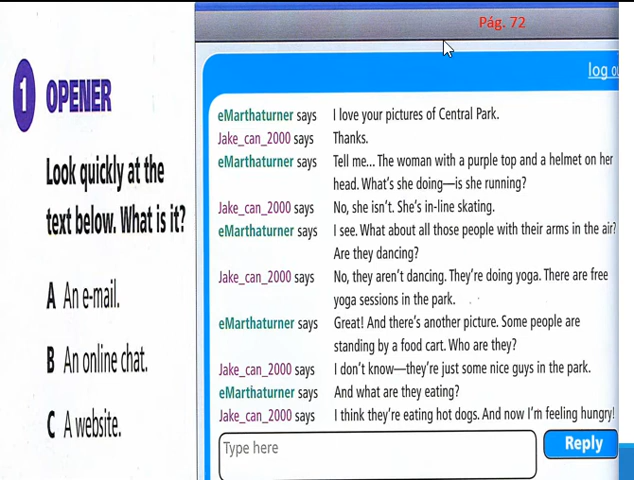 Pág. 72
1 OPENER
Look quickly at the
text below. What is it?
A An e-mail.
B An online chat.
C A website.
log ou
eMarthaturner says I love your pictures of Central Park.
Jake_can_2000 says Thanks.
eMarthaturner says Tell me... The woman with a purple top and a helmet on her
head. What's she doing—is she running?
Jake_can_2000 says No, she isn't. She's in-line skating.
eMarthaturner says I see. What about all those people with their arms in the air?
Are they dancing?
Jake_can_2000 says No, they aren't dancing. They're doing yoga. There are free
yoga sessions in the park.
eMarthaturner says Great! And there's another picture. Some people are
standing by a food cart. Who are they?
Jake_can_2000 says I don't know—they're just some nice guys in the park.
eMarthaturner says And what are they eating?
Jake_can_2000 says I think they're eating hot dogs. And now I'm feeling hungry!
Type here
Reply